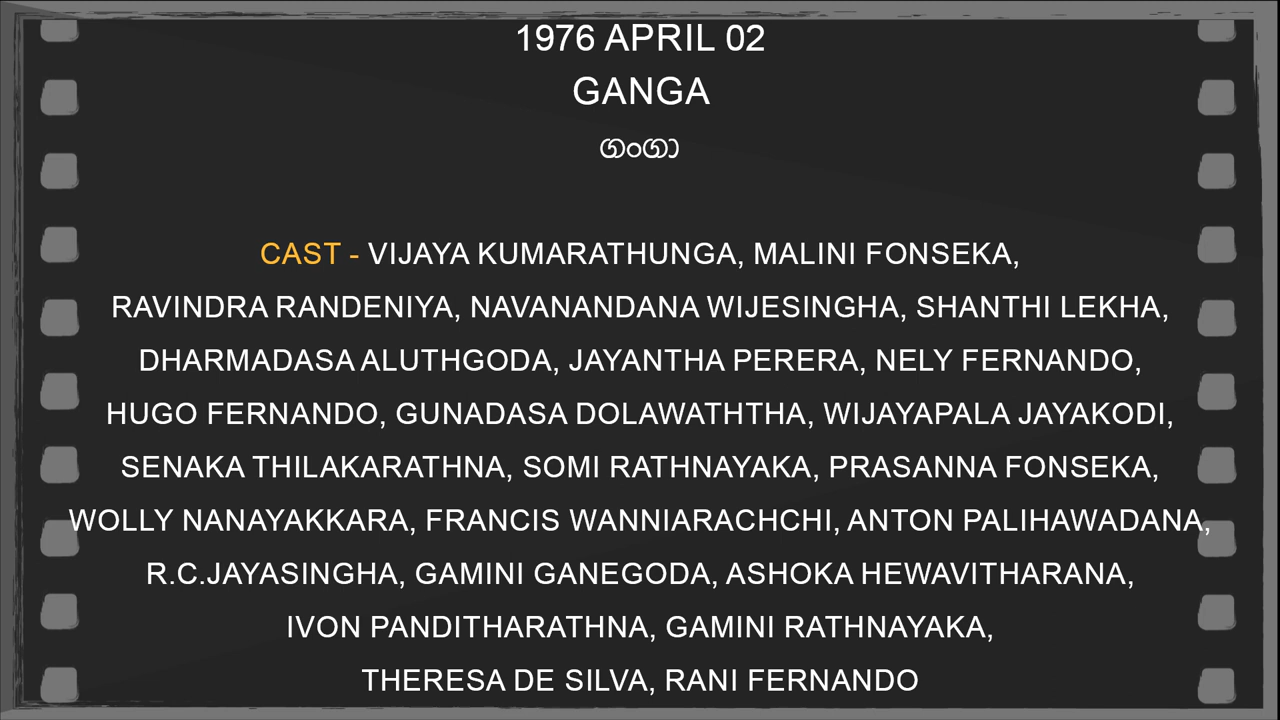 1976 APRIL 02
GANGA
ගංගා
CAST - VIJAYA KUMARATHUNGA, MALINI FONSEKA,
RAVINDRA RANDENIYA, NAVANANDANA WIJESINGHA, SHANTHI LEKHA,
DHARMADASA ALUTHGODA, JAYANTHA PERERA, NELY FERNANDO,
HUGO FERNANDO, GUNADASA DOLAWATHTHA, WIJAYAPALA JAYAKODI,
SENAKA THILAKARATHNA, SOMI RATHNAYAKA, PRASANNA FONSEKA,
WOLLY NANAYAKKARA, FRANCIS WANNIARACHCHI, ANTON PALIHAWADANA,
R.C.JAYASINGHA, GAMINI GANEGODA, ASHOKA HEWAVITHARANA,
IVON PANDITHARATHNA, GAMINI RATHNAYAKA,
THERESA DE SILVA, RANI FERNANDO